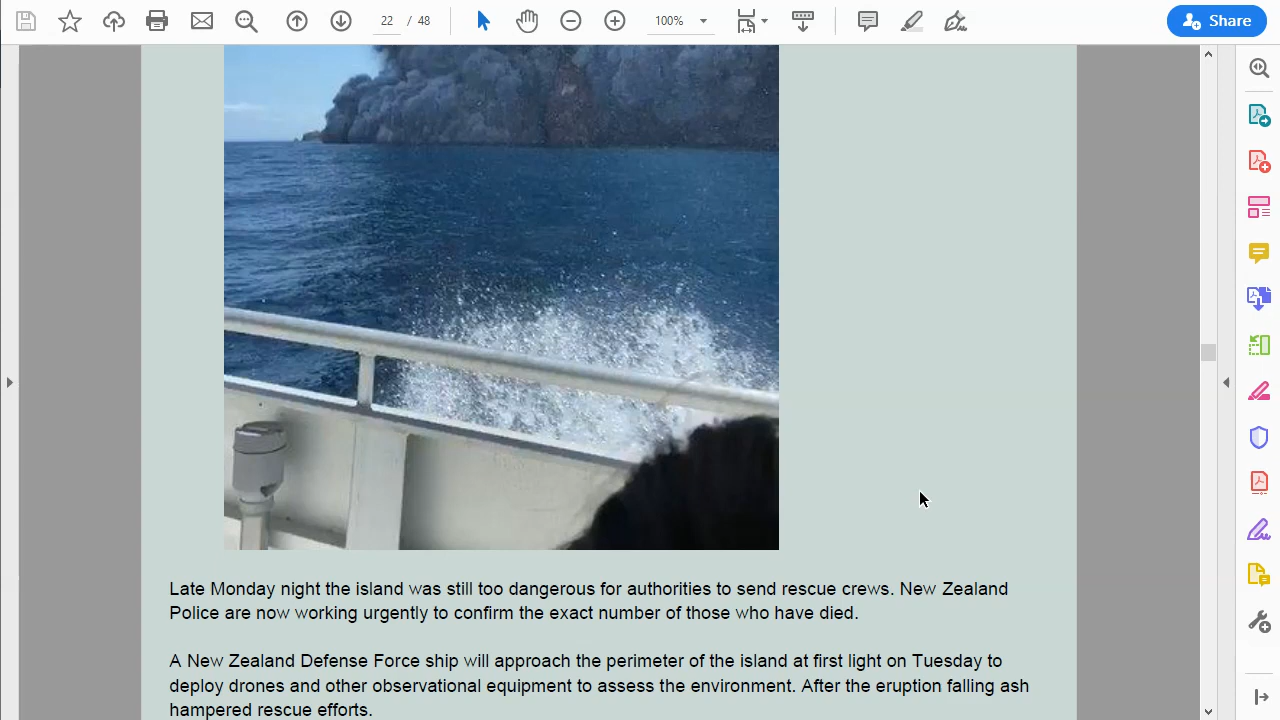 22 / 48 100% Share
Late Monday night the island was still too dangerous for authorities to send rescue crews. New Zealand
Police are now working urgently to confirm the exact number of those who have died.
A New Zealand Defense Force ship will approach the perimeter of the island at first light on Tuesday to
deploy drones and other observational equipment to assess the environment. After the eruption falling ash
hampered rescue efforts.